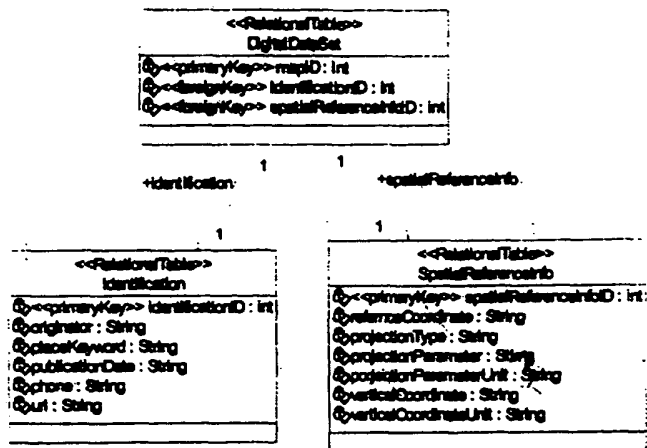 <<RelationalTable>>
DigitalDataSet
<<primaryKey>> mapID : int
<<foreignKey>> identificationID : int
<<foreignKey>> spatialReferenceInfoID : int
1 1
+identification
+spatialReferenceInfo
1 1
<<RelationalTable>>
Identification
<<primaryKey>> identificationID : int
originator : String
placeKeyword : String
publicationDate : String
phone : String
url : String
<<RelationalTable>>
SpatialReferenceInfo
<<primaryKey>> spatialReferenceInfoID : int
referenceCoordinate : String
projectionType : String
projectionParameter : String
projectionParameterUnit : String
verticalCoordinate : String
verticalCoordinateUnit : String